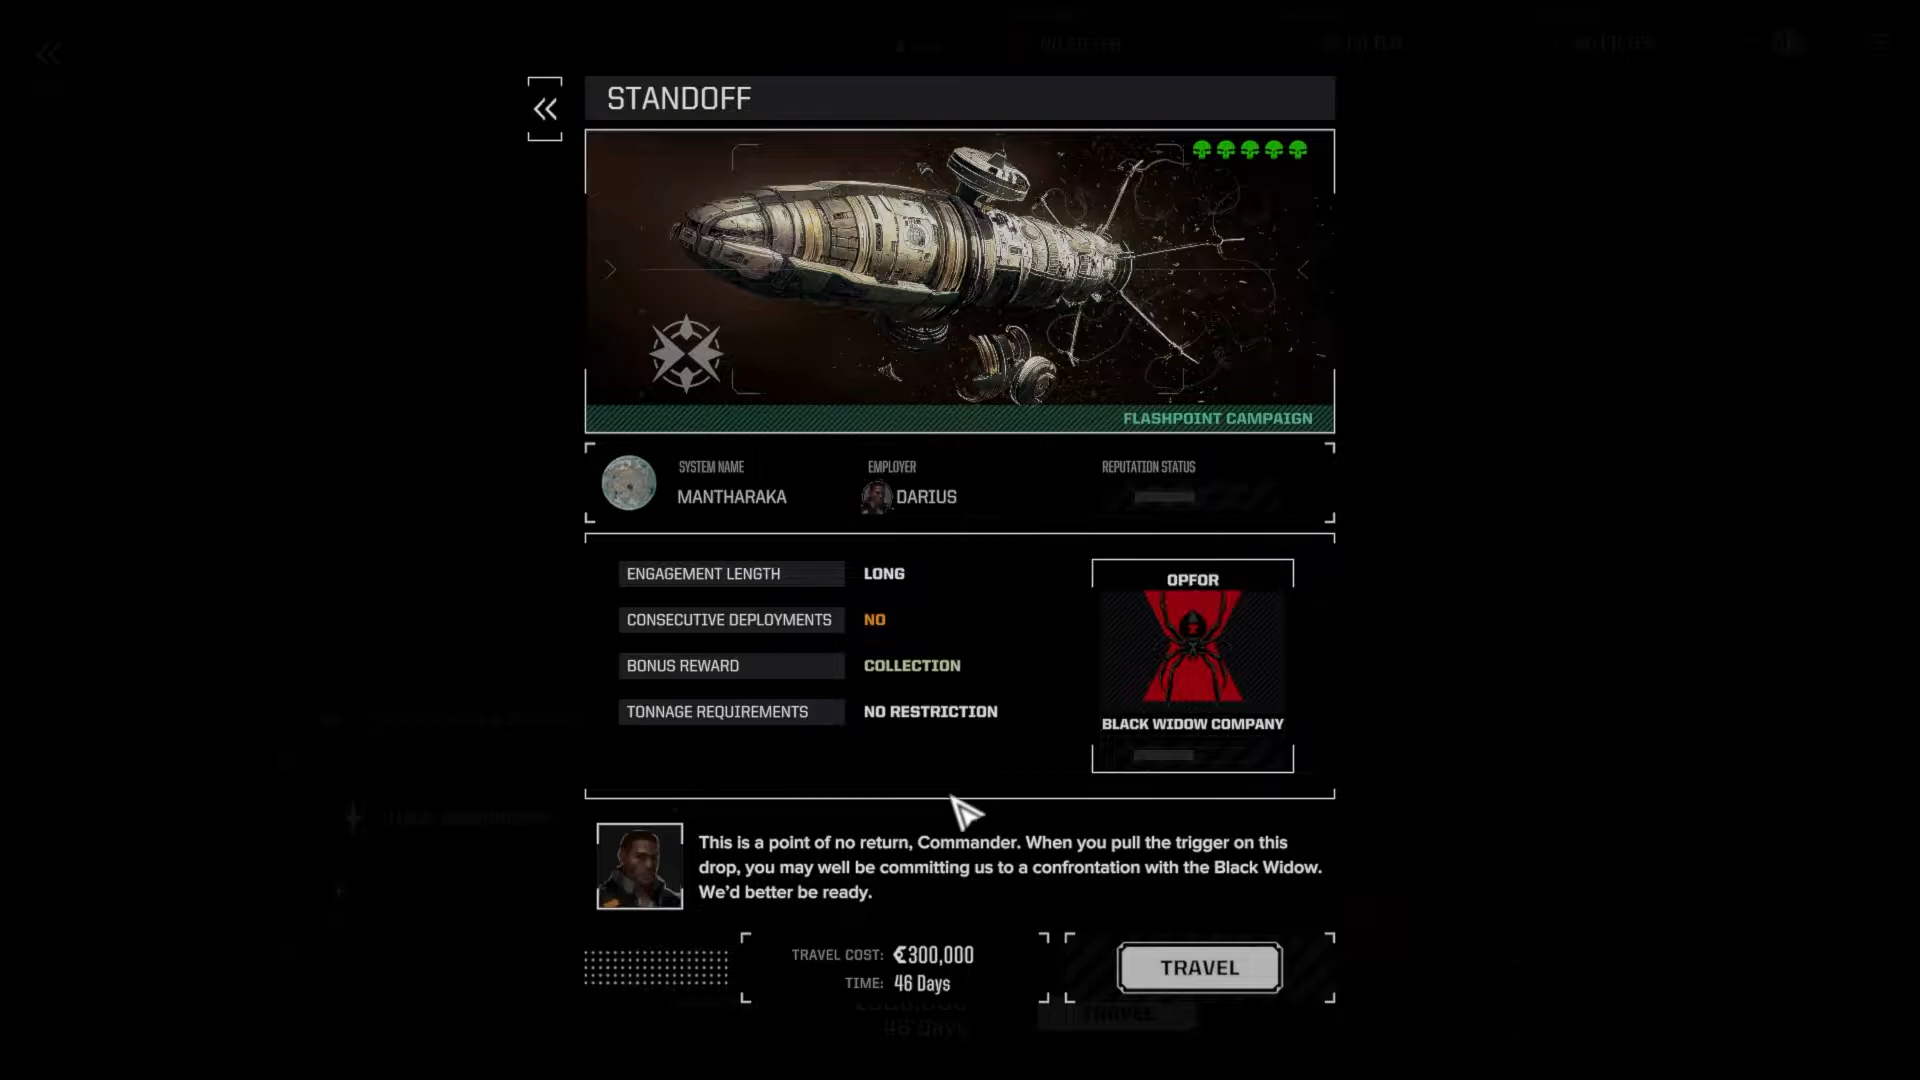 STANDOFF
FLASHPOINT CAMPAIGN
SYSTEM NAME
MANTHARAKA
EMPLOYER
DARIUS
REPUTATION STATUS
ENGAGEMENT LENGTH LONG
CONSECUTIVE DEPLOYMENTS NO
BONUS REWARD COLLECTION
TONNAGE REQUIREMENTS NO RESTRICTION
OPFOR
BLACK WIDOW COMPANY
This is a point of no return, Commander. When you pull the trigger on this
drop, you may well be committing us to a confrontation with the Black Widow.
We'd better be ready.
TRAVEL COST: ₡300,000
TIME: 46 Days
TRAVEL
46 Days
TRAVEL